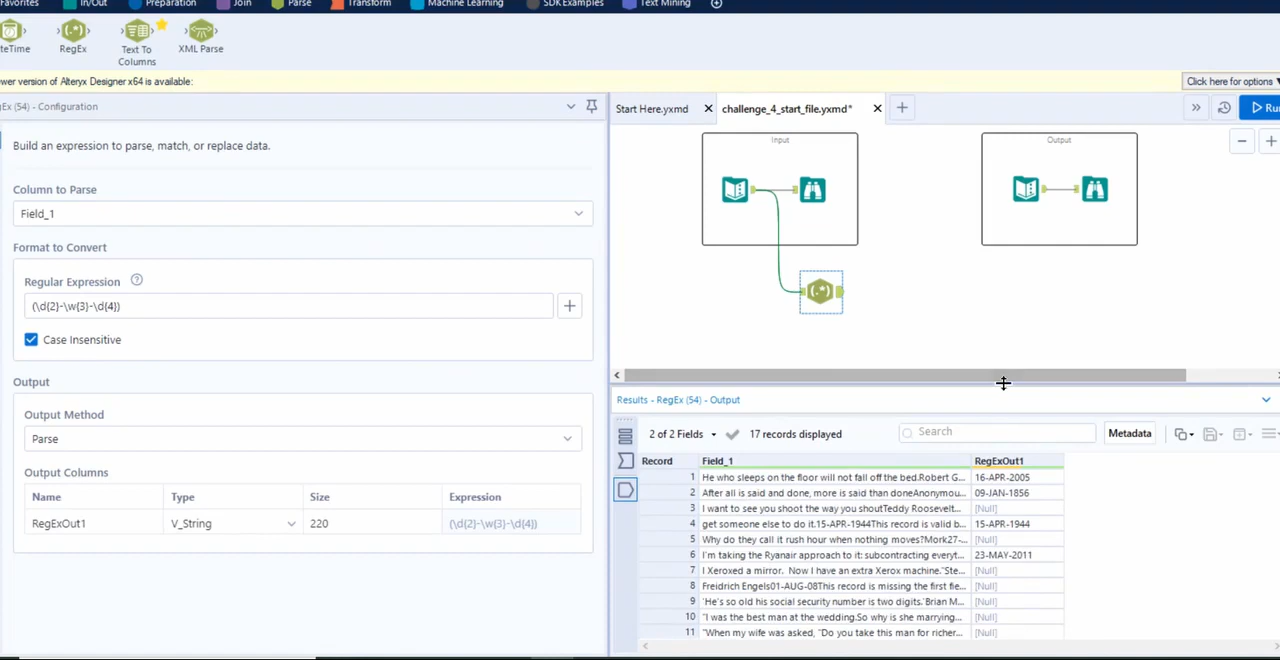 Favorites In/Out Preparation Join Parse Transform Machine Learning SDKExamples Text Mining
teTime RegEx Text To Columns XML Parse
wer version of Alteryx Designer x64 is available: Click here for options
gEx (54) - Configuration
Build an expression to parse, match, or replace data.
Column to Parse
Field_1
Format to Convert
Regular Expression
(\d{2}-\w{3}-\d{4})
Case Insensitive
Output
Output Method
Parse
Output Columns
Name Type Size Expression
RegExOut1 V_String 220 (\d{2}-\w{3}-\d{4})
Start Here.yxmd challenge_4_start_file.yxmd* Run
Input Output
Results - RegEx (54) - Output
2 of 2 Fields 17 records displayed Search Metadata
Record Field_1 RegExOut1
1 He who sleeps on the floor will not fall off the bed.Robert G... 16-APR-2005
2 After all is said and done, more is said than doneAnonymou... 09-JAN-1856
3 I want to see you shoot the way you shoutTeddy Roosevelt... [Null]
4 get someone else to do it.15-APR-1944This record is valid b... 15-APR-1944
5 Why do they call it rush hour when nothing moves?Mork27-... [Null]
6 I'm taking the Ryanair approach to it: subcontracting everyt... 23-MAY-2011
7 I Xeroxed a mirror. Now I have an extra Xerox machine."Ste... [Null]
8 Freidrich Engels01-AUG-08This record is missing the first fie... [Null]
9 'He's so old his social security number is two digits.'Brian M... [Null]
10 "I was the best man at the wedding.So why is she marrying... [Null]
11 "When my wife was asked, "Do you take this man for richer... [Null]